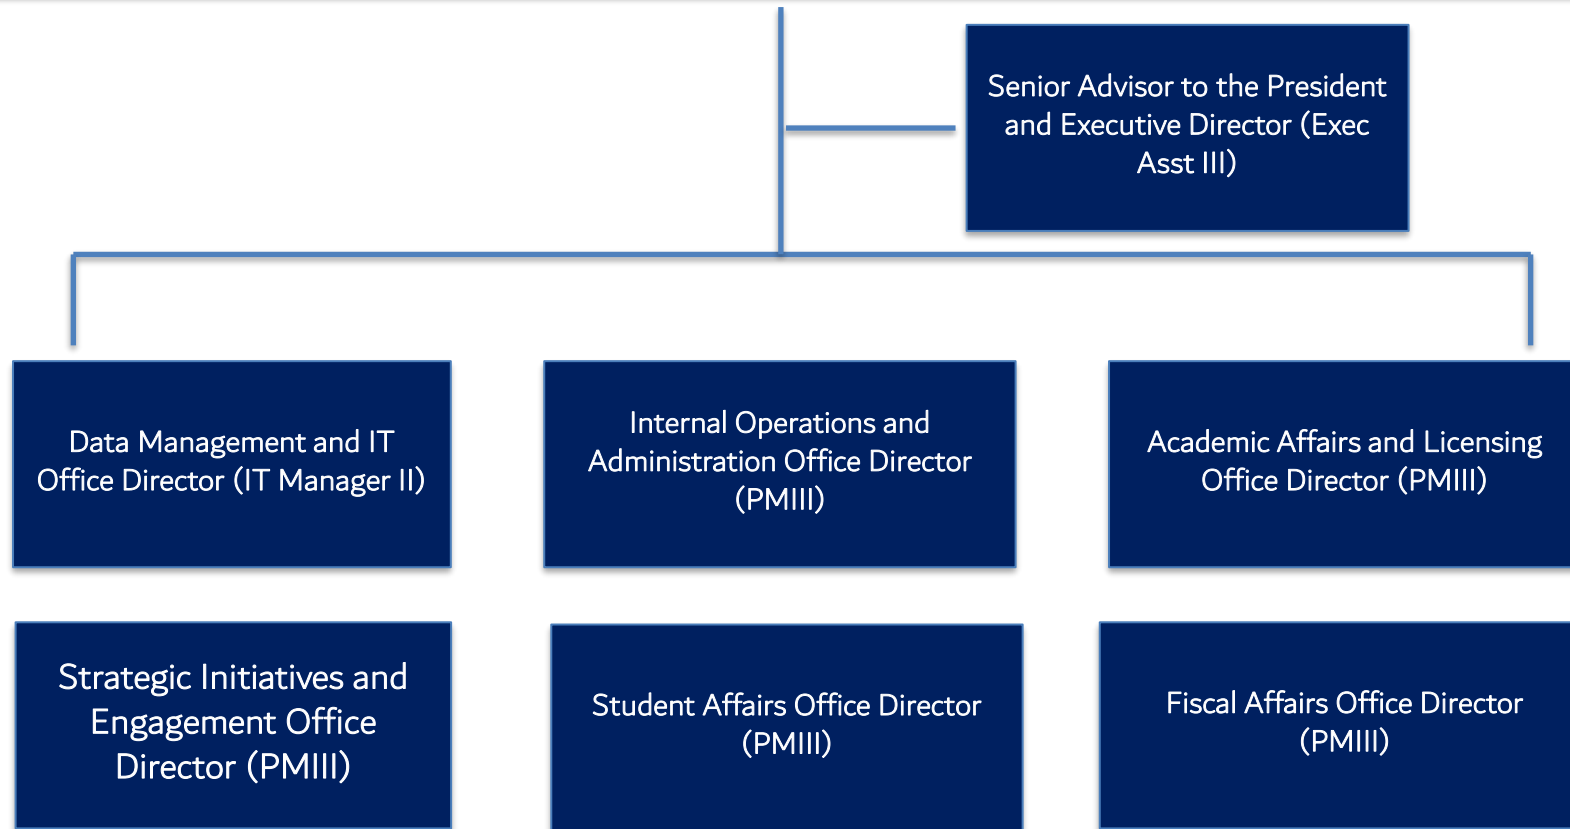 Senior Advisor to the President
and Executive Director (Exec
Asst III)
Data Management and IT
Office Director (IT Manager II)
Internal Operations and
Administration Office Director
(PMIII)
Academic Affairs and Licensing
Office Director (PMIII)
Strategic Initiatives and
Engagement Office
Director (PMIII)
Student Affairs Office Director
(PMIII)
Fiscal Affairs Office Director
(PMIII)